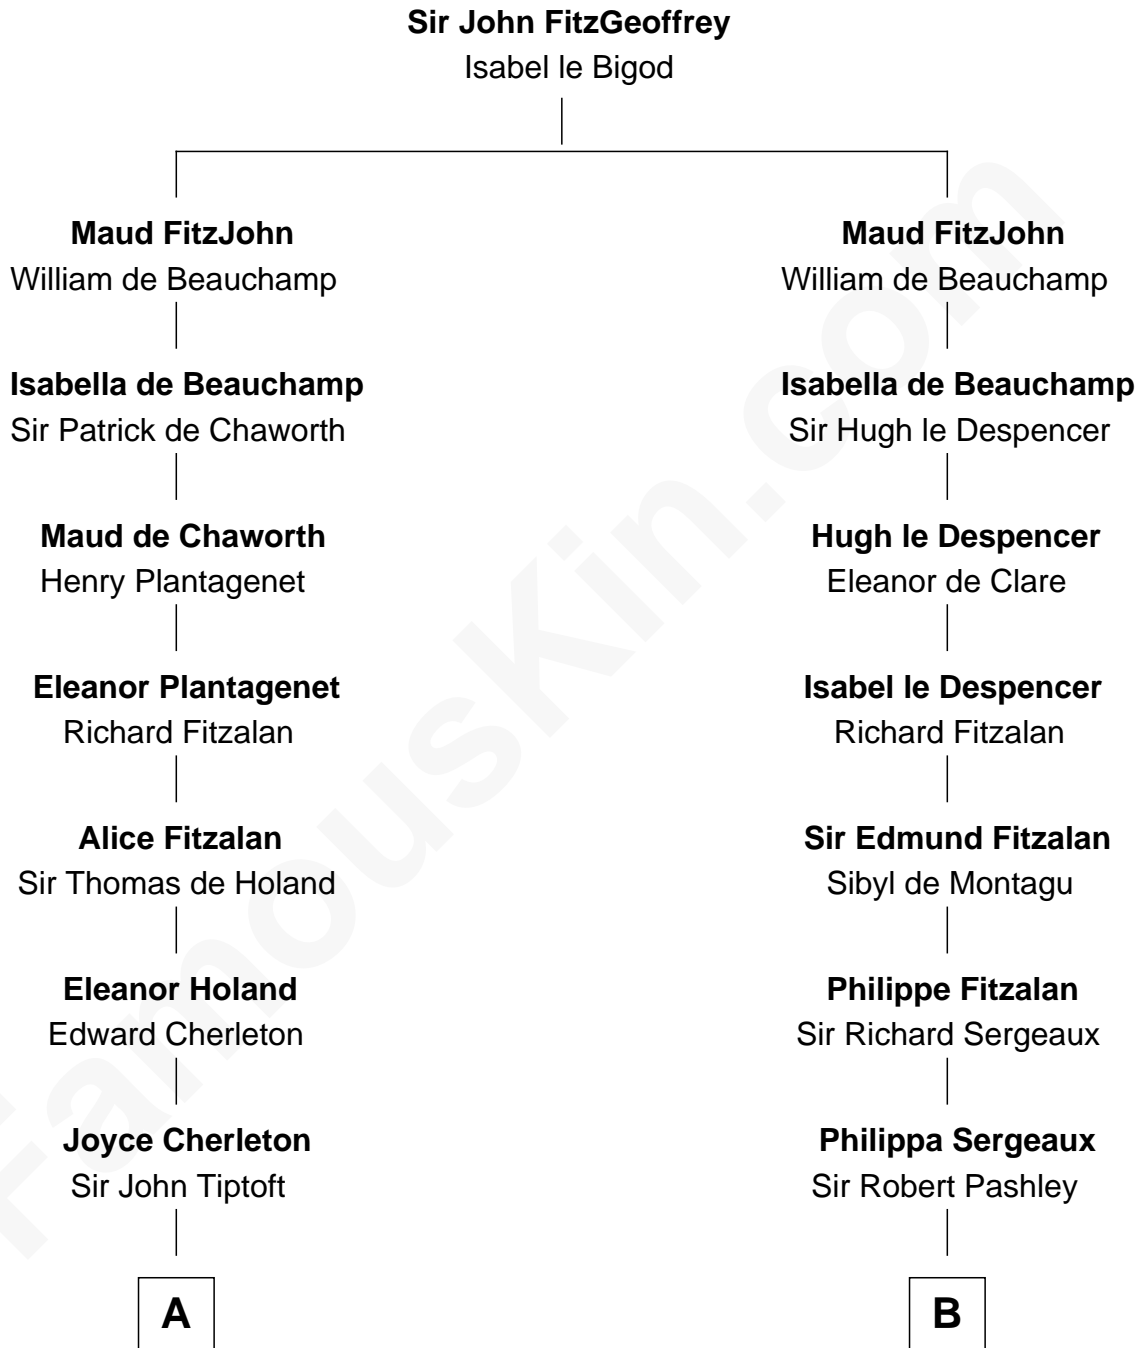 Sir John FitzGeoffrey
Isabel le Bigod
Maud FitzJohn
William de Beauchamp
Maud FitzJohn
William de Beauchamp
Isabella de Beauchamp
Sir Patrick de Chaworth
Isabella de Beauchamp
Sir Hugh le Despencer
Maud de Chaworth
Henry Plantagenet
Hugh le Despencer
Eleanor de Clare
Eleanor Plantagenet
Richard Fitzalan
Isabel le Despencer
Richard Fitzalan
Alice Fitzalan
Sir Thomas de Holand
Sir Edmund Fitzalan
Sibyl de Montagu
Eleanor Holand
Edward Cherleton
Philippe Fitzalan
Sir Richard Sergeaux
Joyce Cherleton
Sir John Tiptoft
Philippa Sergeaux
Sir Robert Pashley
A
B
FamousKin.com